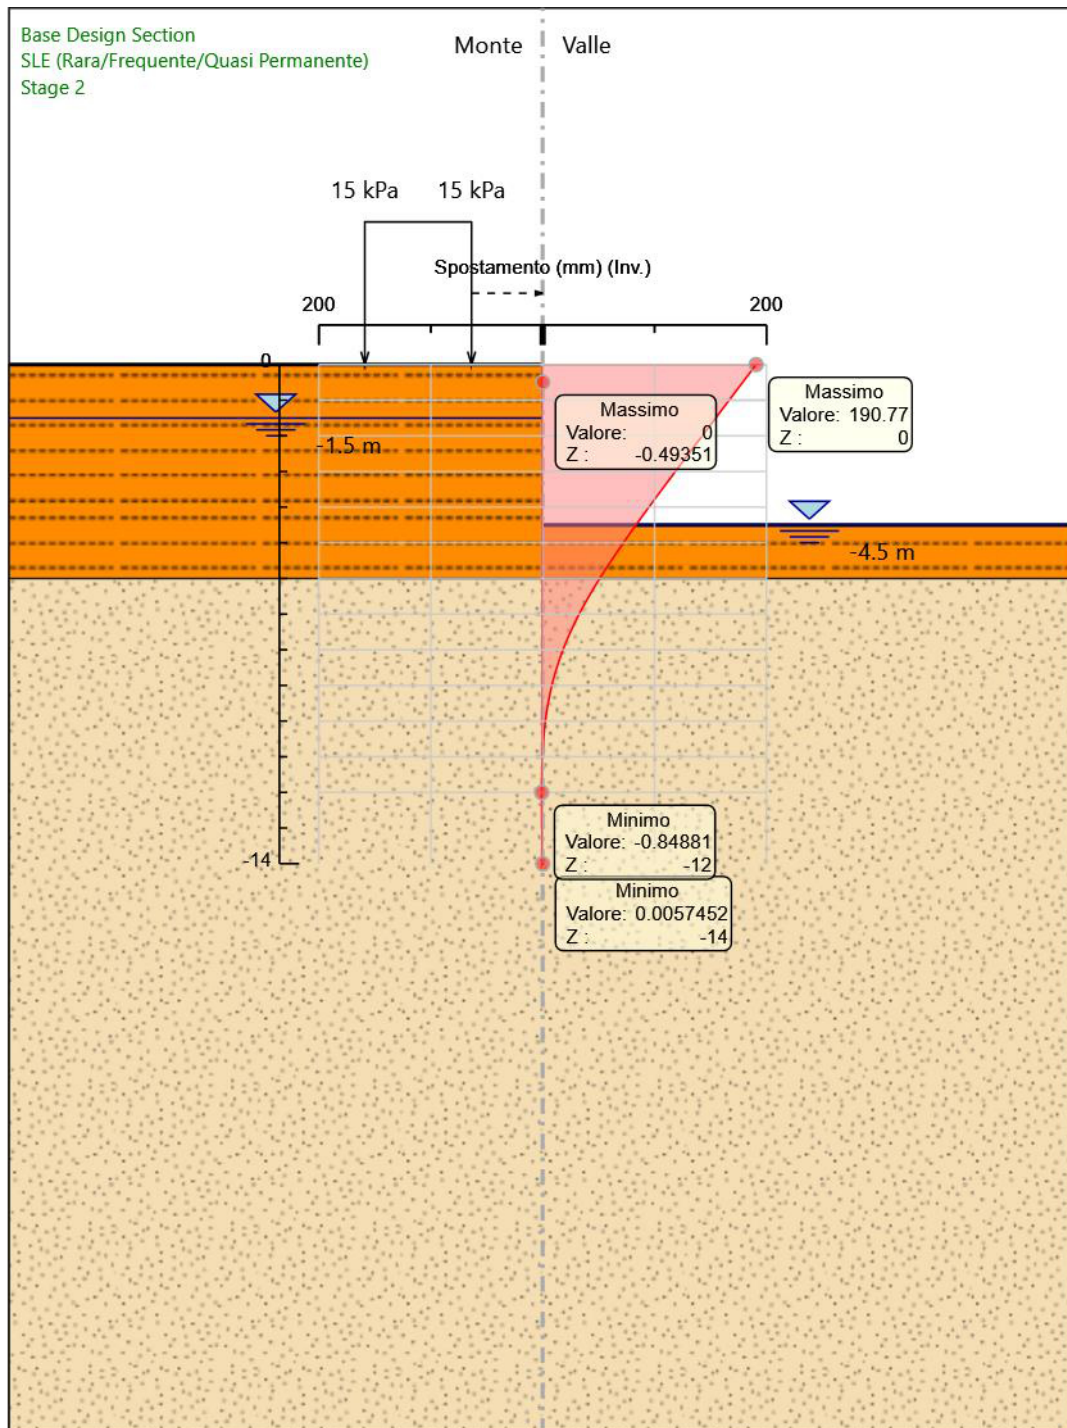 Base Design Section
SLE (Rara/Frequente/Quasi Permanente)
Stage 2
Monte
Valle
15 kPa
15 kPa
Spostamento (mm) (Inv.)
200
200
0
Massimo
Valore: 190.77
Z : 0
Massimo
Valore: 0
Z : -0.49351
-1.5 m
-4.5 m
Minimo
Valore: -0.84881
Z : -12
-14
Minimo
Valore: 0.0057452
Z : -14